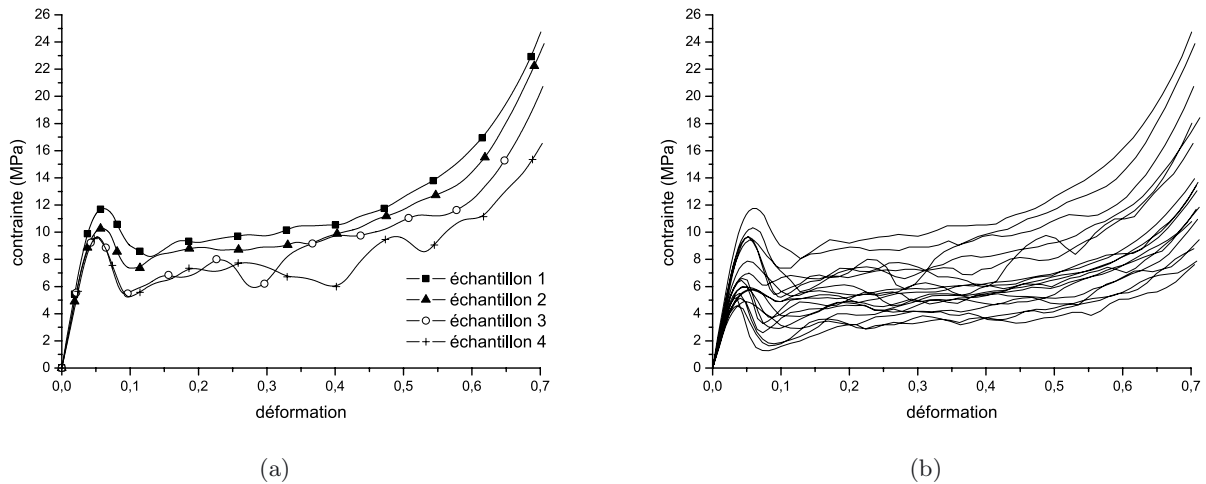 26
24
22
20
18
16
14
12
10
8
6
4
2
0
contrainte (MPa)
0,0 0,1 0,2 0,3 0,4 0,5 0,6 0,7
déformation
échantillon 1
échantillon 2
échantillon 3
échantillon 4
(a)
26
24
22
20
18
16
14
12
10
8
6
4
2
0
contrainte (MPa)
0,0 0,1 0,2 0,3 0,4 0,5 0,6 0,7
déformation
(b)